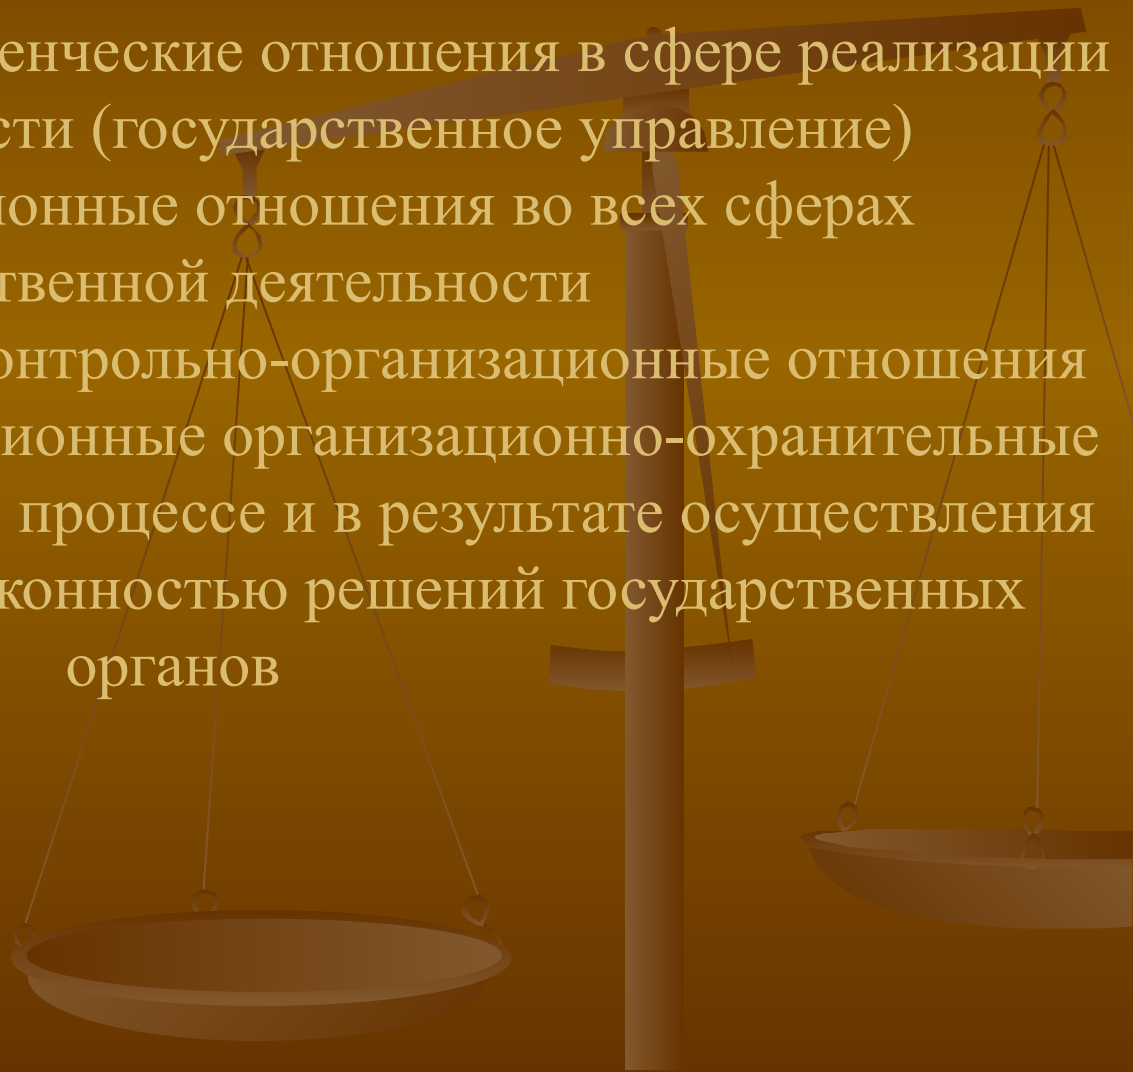 енческие отношения в сфере реализации
сти (государственное управление)
ионные отношения во всех сферах
твенной деятельности
онтрольно-организационные отношения
ионные организационно-охранительные
процессе и в результате осуществления
конностью решений государственных
органов